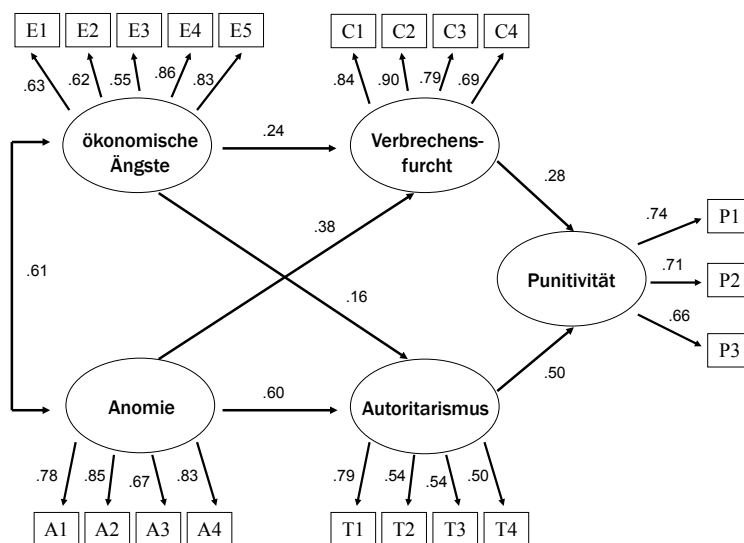 E1 E2 E3 E4 E5
C1 C2 C3 C4
.63 .62 .55 .86 .83
.84 .90 .79 .69
ökonomische
Ängste
.24
Verbrechens-
furcht
.28
.38
.74
P1
.61
Punitivität
.71
P2
.16
.66
P3
Anomie
.60
Autoritarismus
.50
.78 .85 .67 .83
.79 .54 .54 .50
A1 A2 A3 A4
T1 T2 T3 T4